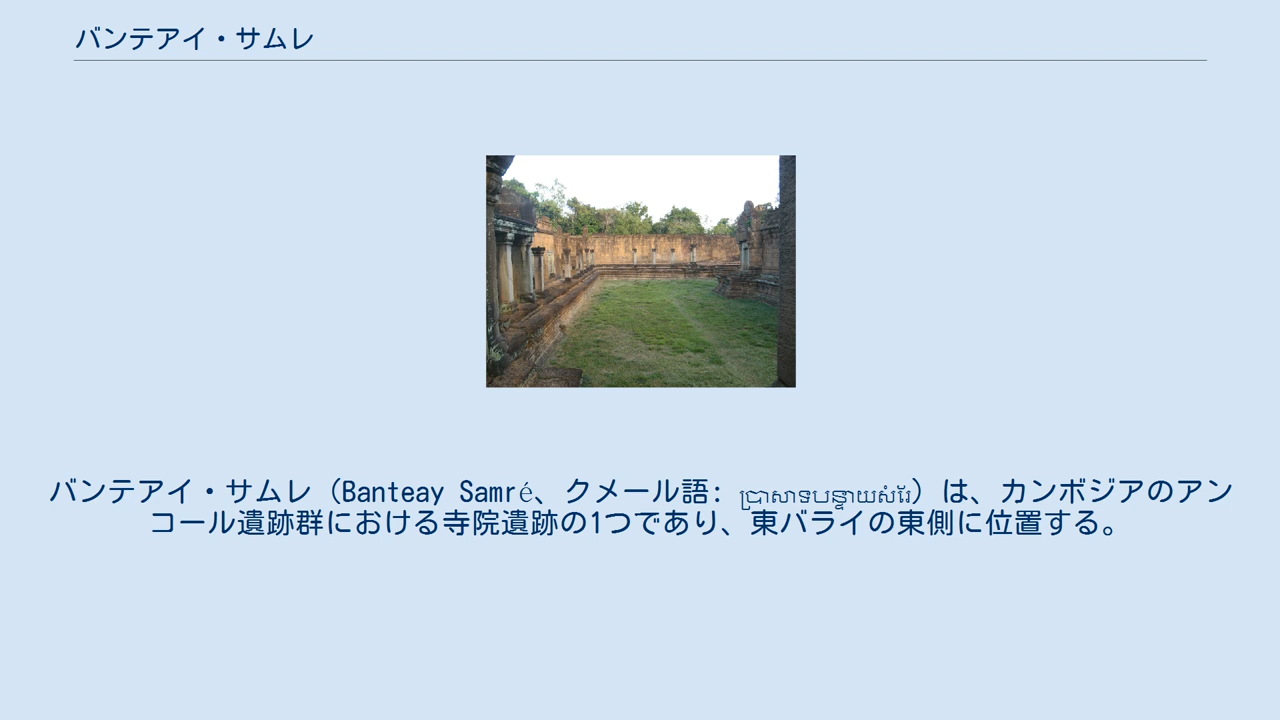 バンテアイ・サムレ
バンテアイ・サムレ（Banteay Samré、クメール語: ប្រាសាទបន្ទាយសំរែ）は、カンボジアのアン
コール遺跡群における寺院遺跡の1つであり、東バライの東側に位置する。